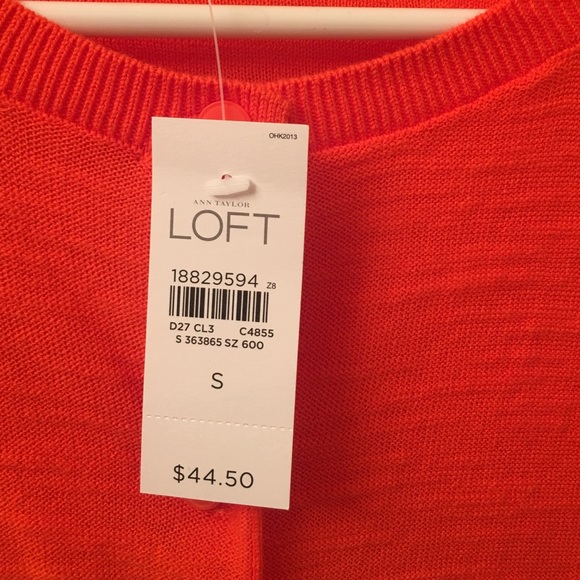 OHK2013
ANN TAYLOR
LOFT
18829594 Z8
D27 CL3 C4855
S 363865 SZ 600
S
$44.50